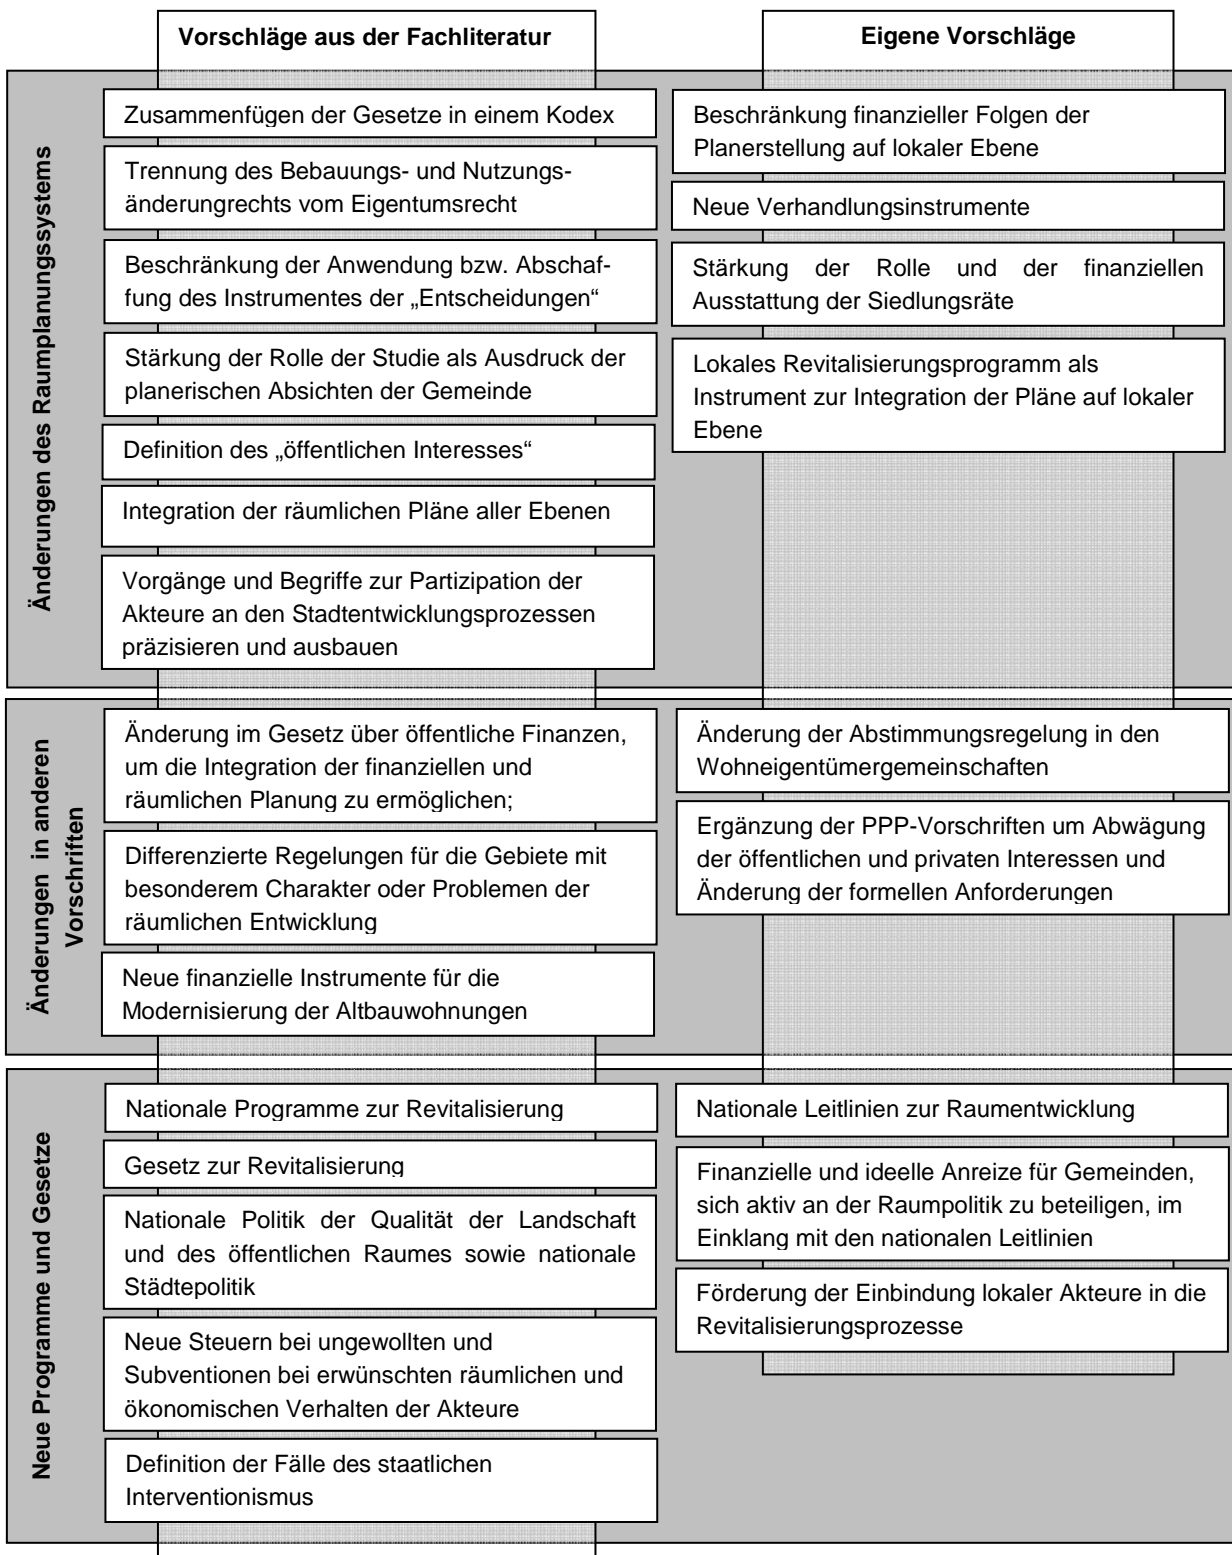 Vorschläge aus der Fachliteratur
Eigene Vorschläge
Änderungen des Raumplanungssystems
Zusammenfügen der Gesetze in einem Kodex
Trennung des Bebauungs- und Nutzungs-
änderungrechts vom Eigentumsrecht
Beschränkung der Anwendung bzw. Abschaf-
fung des Instrumentes der „Entscheidungen“
Stärkung der Rolle der Studie als Ausdruck der
planerischen Absichten der Gemeinde
Definition des „öffentlichen Interesses“
Integration der räumlichen Pläne aller Ebenen
Vorgänge und Begriffe zur Partizipation der
Akteure an den Stadtentwicklungsprozessen
präzisieren und ausbauen
Beschränkung finanzieller Folgen der
Planerstellung auf lokaler Ebene
Neue Verhandlungsinstrumente
Stärkung der Rolle und der finanziellen
Ausstattung der Siedlungsräte
Lokales Revitalisierungsprogramm als
Instrument zur Integration der Pläne auf lokaler
Ebene
Änderungen in anderen
Vorschriften
Änderung im Gesetz über öffentliche Finanzen,
um die Integration der finanziellen und
räumlichen Planung zu ermöglichen;
Differenzierte Regelungen für die Gebiete mit
besonderem Charakter oder Problemen der
räumlichen Entwicklung
Neue finanzielle Instrumente für die
Modernisierung der Altbauwohnungen
Änderung der Abstimmungsregelung in den
Wohneigentümergemeinschaften
Ergänzung der PPP-Vorschriften um Abwägung
der öffentlichen und privaten Interessen und
Änderung der formellen Anforderungen
Neue Programme und Gesetze
Nationale Programme zur Revitalisierung
Gesetz zur Revitalisierung
Nationale Politik der Qualität der Landschaft
und des öffentlichen Raumes sowie nationale
Städtepolitik
Neue Steuern bei ungewollten und
Subventionen bei erwünschten räumlichen und
ökonomischen Verhalten der Akteure
Definition der Fälle des staatlichen
Interventionismus
Nationale Leitlinien zur Raumentwicklung
Finanzielle und ideelle Anreize für Gemeinden,
sich aktiv an der Raumpolitik zu beteiligen, im
Einklang mit den nationalen Leitlinien
Förderung der Einbindung lokaler Akteure in die
Revitalisierungsprozesse